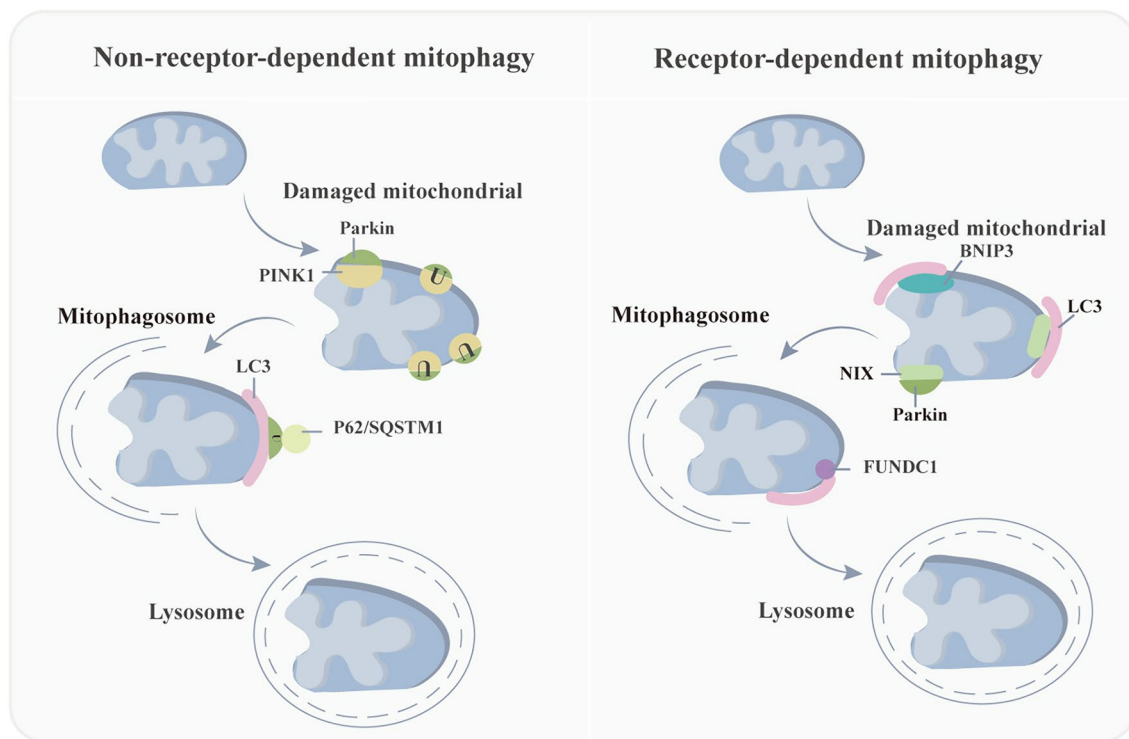 Non-receptor-dependent mitophagy
Damaged mitochondrial
Parkin
PINK1
U
U
U
Mitophagosome
LC3
P62/SQSTM1
Lysosome
Receptor-dependent mitophagy
Damaged mitochondrial
BNIP3
LC3
Mitophagosome
NIX
Parkin
FUNDC1
Lysosome